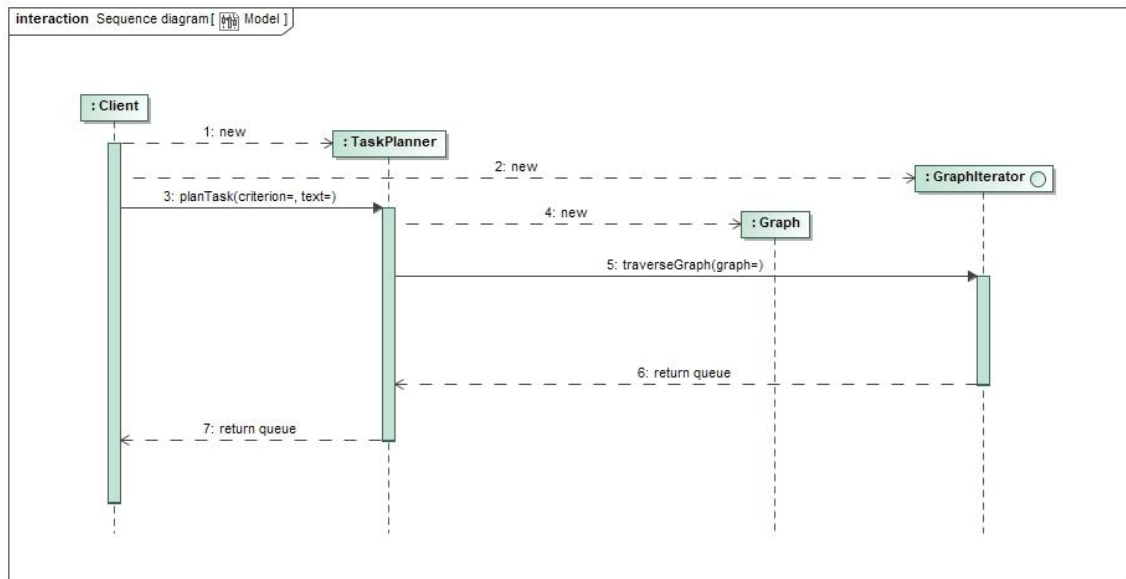 interaction Sequence diagram[ Model ]
: Client
1: new
: TaskPlanner
2: new
: GraphIterator
3: planTask(criterion=, text=)
4: new
: Graph
5: traverseGraph(graph=)
6: return queue
7: return queue